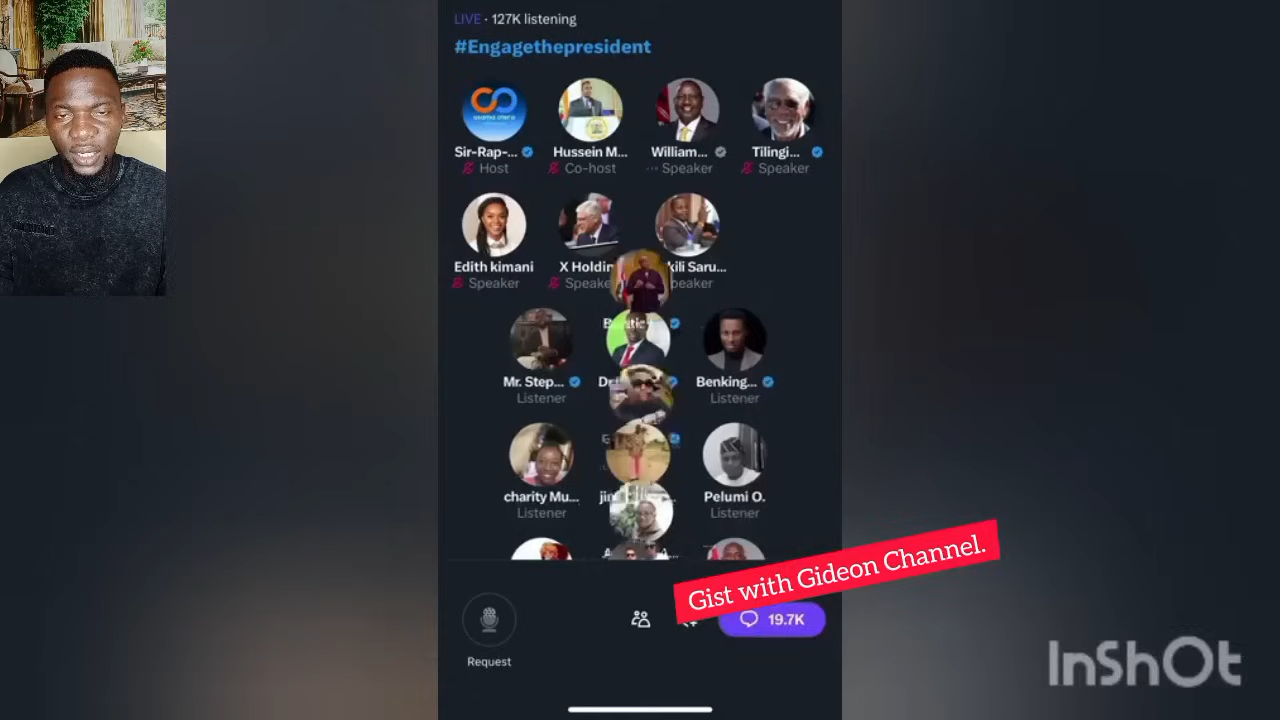 LIVE · 127K listening
#Engagethepresident
Sir-Rap-... Hussein M... William... Tilingi...
Host Co-host Speaker Speaker
Edith kimani X Holdin kili Saru...
Speaker Speake peaker
Mr. Step... Benking...
Listener Listener
charity Mu... Pelumi O.
Listener Listener
Gist with Gideon Channel.
19.7K
Request
InShOt